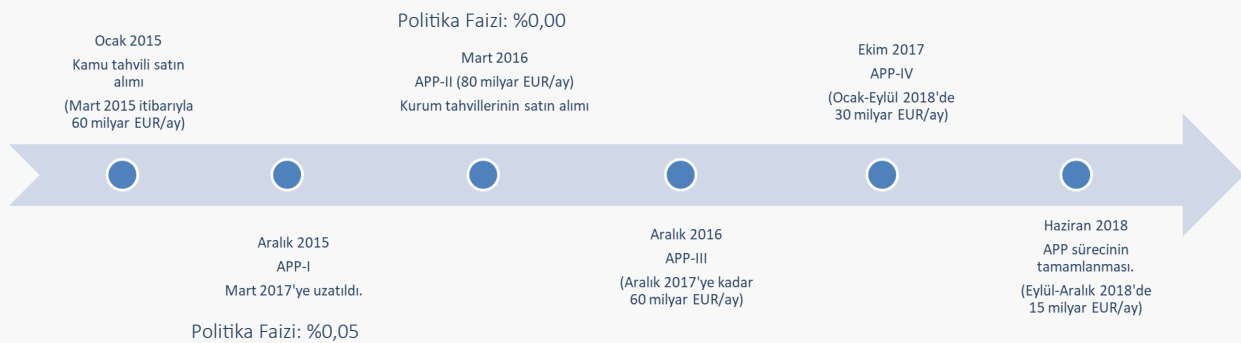 Politika Faizi: %0,00
Ocak 2015
Kamu tahvili satın
alımı
(Mart 2015 itibarıyla
60 milyar EUR/ay)
Mart 2016
APP-II (80 milyar EUR/ay)
Kurum tahvillerinin satın alımı
Ekim 2017
APP-IV
(Ocak-Eylül 2018'de
30 milyar EUR/ay)
Aralık 2015
APP-I
Mart 2017'ye uzatıldı.
Politika Faizi: %0,05
Aralık 2016
APP-III
(Aralık 2017'ye kadar
60 milyar EUR/ay)
Haziran 2018
APP sürecinin
tamamlanması.
(Eylül-Aralık 2018'de
15 milyar EUR/ay)